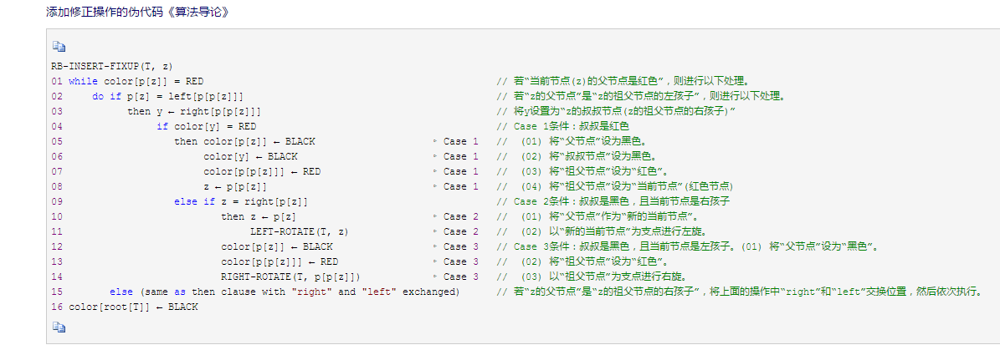 添加修正操作的伪代码《算法导论》
RB-INSERT-FIXUP(T, z)
01 while color[p[z]] = RED // 若“当前节点(z)的父节点是红色”，则进行以下处理。
02 do if p[z] = left[p[p[z]]] // 若“z的父节点”是“z的祖父节点的左孩子”，则进行以下处理。
03 then y ← right[p[p[z]]] // 将y设置为“z的叔叔节点(z的祖父节点的右孩子)”
04 if color[y] = RED // Case 1条件：叔叔是红色
05 then color[p[z]] ← BLACK ▹ Case 1 // (01) 将“父节点”设为黑色。
06 color[y] ← BLACK ▹ Case 1 // (02) 将“叔叔节点”设为黑色。
07 color[p[p[z]]] ← RED ▹ Case 1 // (03) 将“祖父节点”设为“红色”。
08 z ← p[p[z]] ▹ Case 1 // (04) 将“祖父节点”设为“当前节点”(红色节点)
09 else if z = right[p[z]] // Case 2条件：叔叔是黑色，且当前节点是右孩子
10 then z ← p[z] ▹ Case 2 // (01) 将“父节点”作为“新的当前节点”。
11 LEFT-ROTATE(T, z) ▹ Case 2 // (02) 以“新的当前节点”为支点进行左旋。
12 color[p[z]] ← BLACK ▹ Case 3 // Case 3条件：叔叔是黑色，且当前节点是左孩子。(01) 将“父节点”设为“黑色”。
13 color[p[p[z]]] ← RED ▹ Case 3 // (02) 将“祖父节点”设为“红色”。
14 RIGHT-ROTATE(T, p[p[z]]) ▹ Case 3 // (03) 以“祖父节点”为支点进行右旋。
15 else (same as then clause with "right" and "left" exchanged) // 若“z的父节点”是“z的祖父节点的右孩子”，将上面的操作中“right”和“left”交换位置，然后依次执行。
16 color[root[T]] ← BLACK